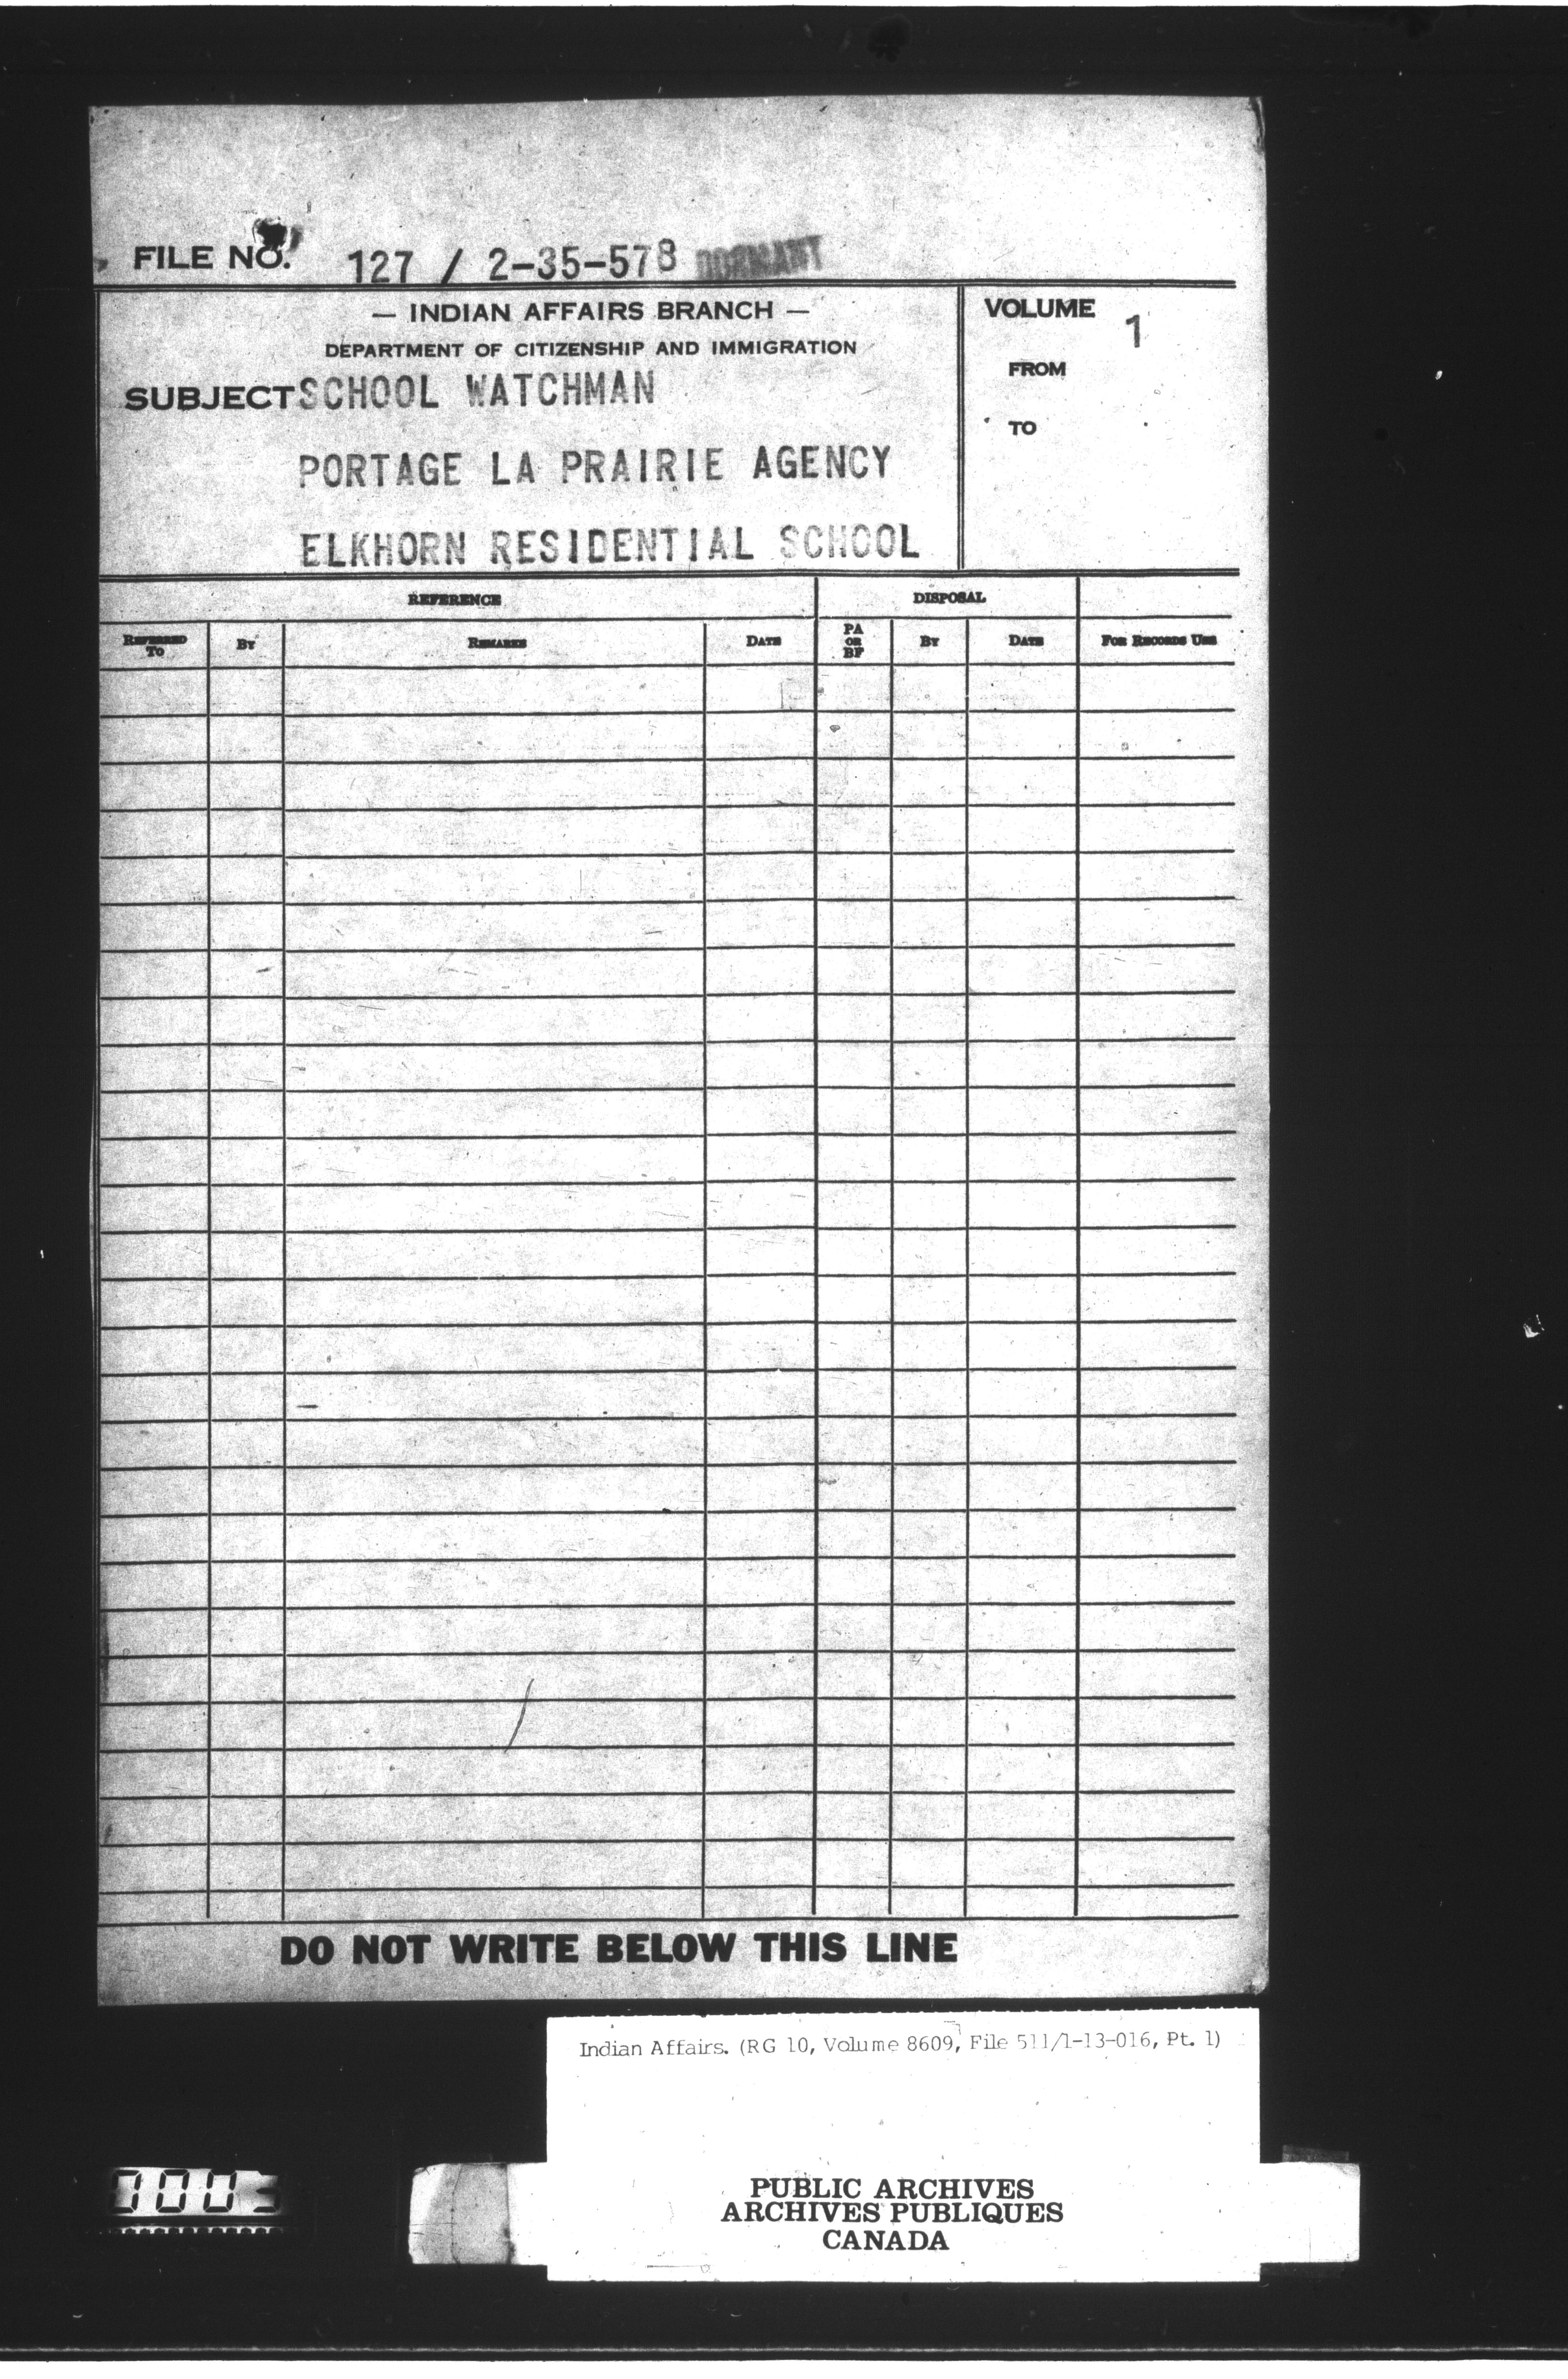 FILE NO. 127 / 2-35-578 DORMANT
— INDIAN AFFAIRS BRANCH —
DEPARTMENT OF CITIZENSHIP AND IMMIGRATION
SUBJECT SCHOOL WATCHMAN
PORTAGE LA PRAIRIE AGENCY
ELKHORN RESIDENTIAL SCHOOL
VOLUME 1
FROM
TO
REFERENCE DISPOSAL
REFERRED TO BY REMARKS DATE PA OR BF BY DATE FOR RECORDS USE
DO NOT WRITE BELOW THIS LINE
Indian Affairs. (RG 10, Volume 8609, File 511/1-13-016, Pt. 1)
PUBLIC ARCHIVES
ARCHIVES PUBLIQUES
CANADA